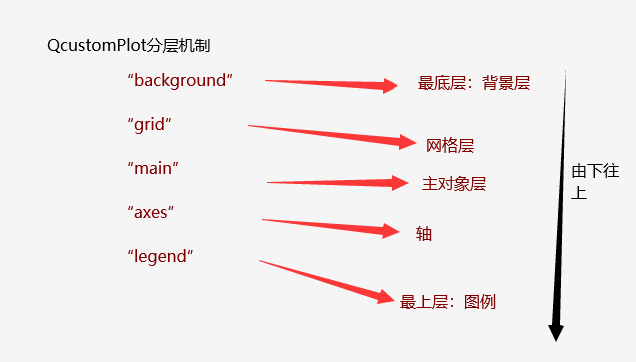 QcustomPlot分层机制
“background”
最底层：背景层
“grid”
网格层
“main”
主对象层
“axes”
轴
“legend”
最上层：图例
由下往
上